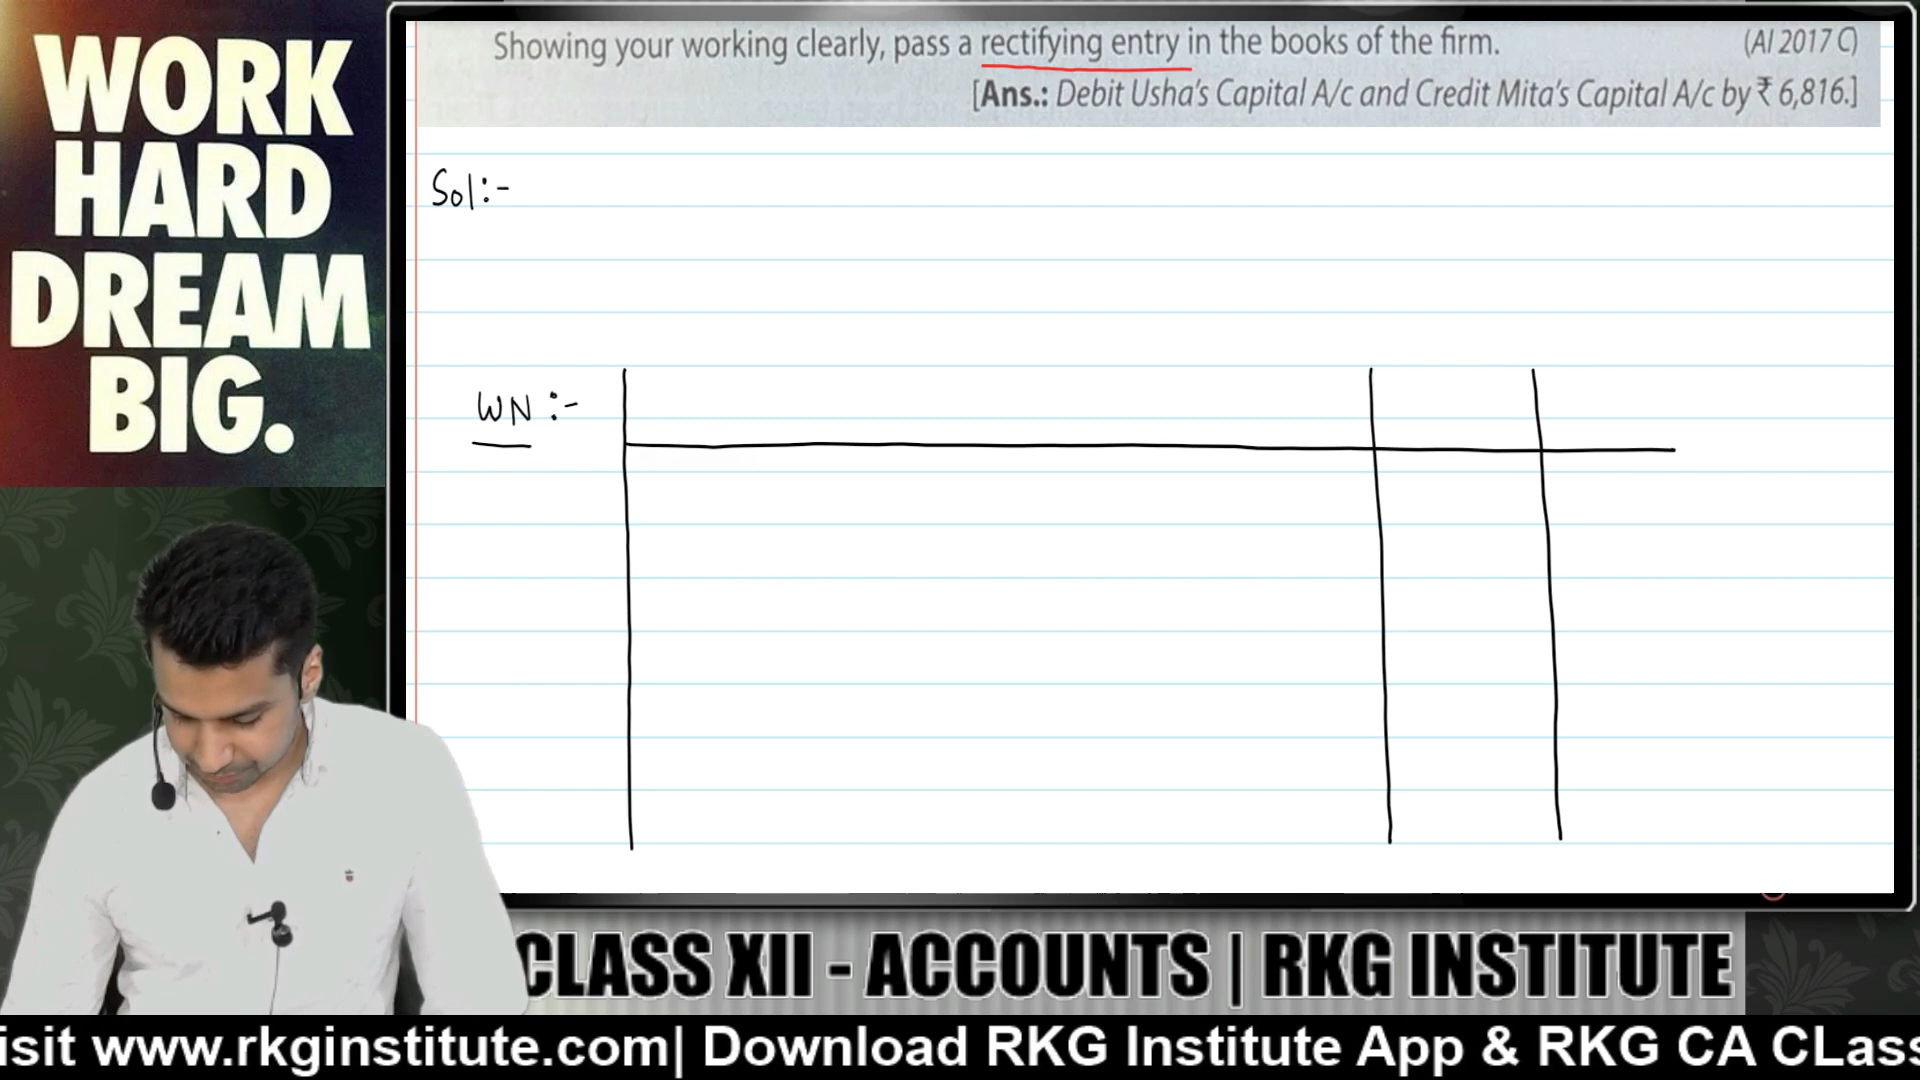 WORK
HARD
DREAM
BIG.
Showing your working clearly, pass a rectifying entry in the books of the firm. (AI 2017 C)
[Ans.: Debit Usha's Capital A/c and Credit Mita's Capital A/c by ₹ 6,816.]
Sol:-
WN :-
CLASS XII - ACCOUNTS | RKG INSTITUTE
isit www.rkginstitute.com| Download RKG Institute App & RKG CA CLass